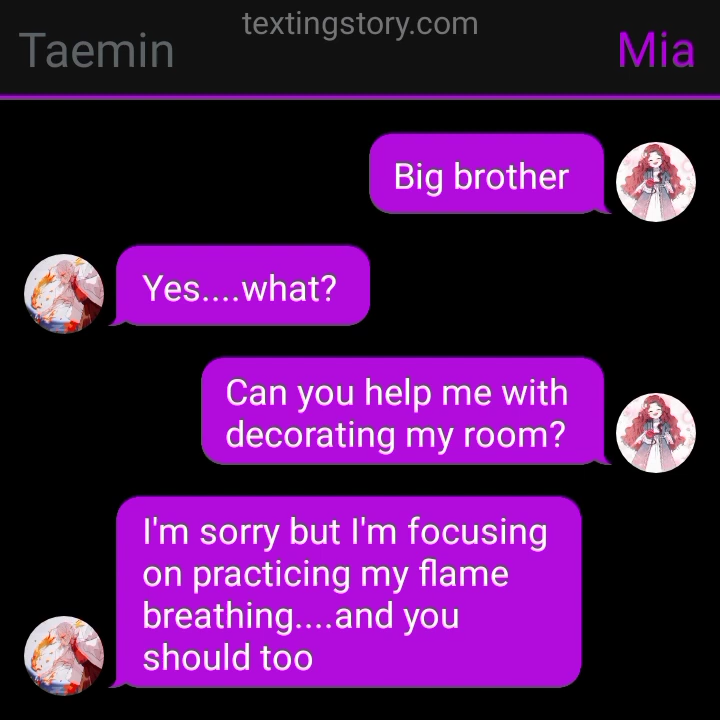 textingstory.com
Taemin
Mia
Big brother
Yes....what?
Can you help me with
decorating my room?
I'm sorry but I'm focusing
on practicing my flame
breathing....and you
should too